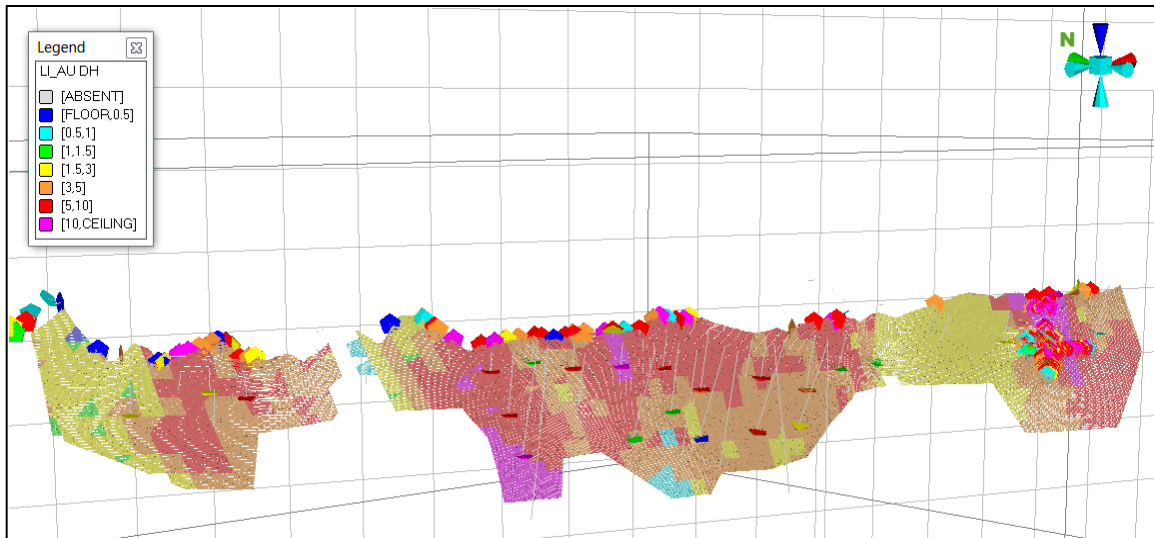 Legend
LI_AU DH
[ABSENT]
[FLOOR,0.5]
[0.5,1]
[1,1.5]
[1.5,3]
[3,5]
[5,10]
[10,CEILING]
N